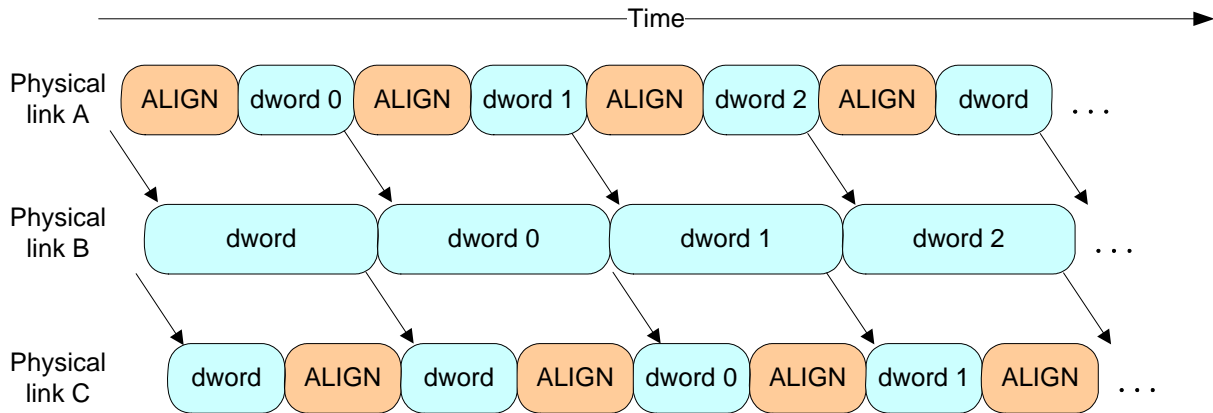 Time
Physical
link A
ALIGN dword 0 ALIGN dword 1 ALIGN dword 2 ALIGN dword . . .
Physical
link B
dword dword 0 dword 1 dword 2 . . .
Physical
link C
dword ALIGN dword ALIGN dword 0 ALIGN dword 1 ALIGN . . .